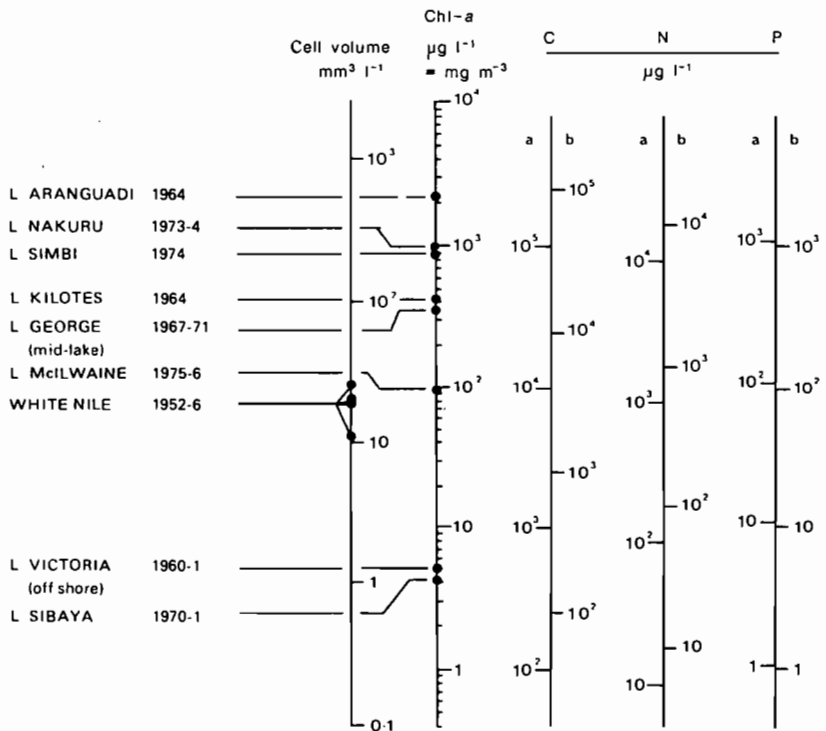 Chl-a
Cell volume µg l⁻¹ C N P
mm³ l⁻¹ = mg m⁻³ µg l⁻¹
10⁴
a b a b a b
10³
L ARANGUADI 1964 10⁵
L NAKURU 1973-4 10⁴
10³ 10⁵ 10³ 10³
L SIMBI 1974 10⁴
L KILOTES 1964 10²
L GEORGE 1967-71 10⁴
(mid-lake)
L McILWAINE 1975-6 10³
10² 10⁴ 10² 10²
WHITE NILE 1952-6 10³
10
10³
10²
10 10³ 10 10
10²
L VICTORIA 1960-1
(off shore) 1
L SIBAYA 1970-1 10²
10
1 10² 1 1
10
0·1